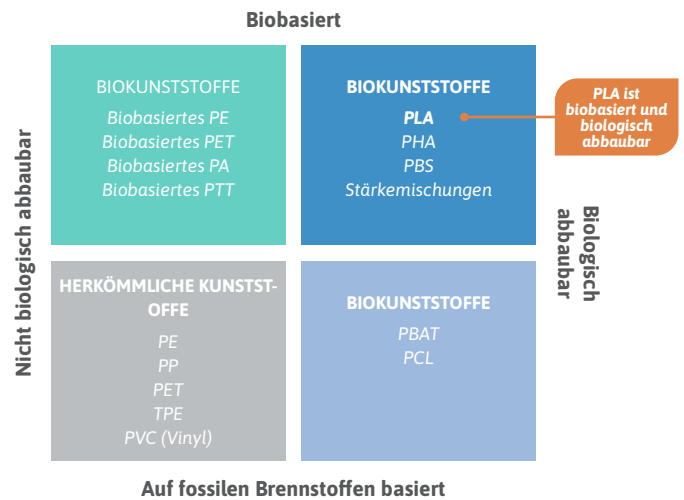 Biobasiert
BIOKUNSTSTOFFE
Biobasiertes PE
Biobasiertes PET
Biobasiertes PA
Biobasiertes PTT
BIOKUNSTSTOFFE
PLA
PHA
PBS
Stärkemischungen
PLA ist
biobasiert und
biologisch
abbaubar
Nicht biologisch abbaubar
Biologisch
abbaubar
HERKÖMMLICHE KUNSTST-
OFFE
PE
PP
PET
TPE
PVC (Vinyl)
BIOKUNSTSTOFFE
PBAT
PCL
Auf fossilen Brennstoffen basiert